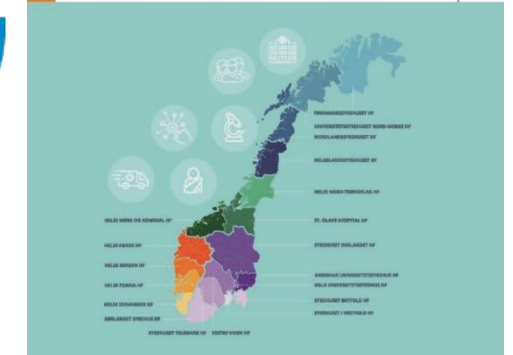 FINNMARKSSYKEHUSET HF
UNIVERSITETSSYKEHUSET NORD-NORGE HF
NORDLANDSSYKEHUSET HF
HELGELANDSSYKEHUSET HF
HELSE NORD-TRØNDELAG HF
HELSE MØRE OG ROMSDAL HF
ST. OLAVS HOSPITAL HF
HELSE FØRDE HF
SYKEHUSET INNLANDET HF
HELSE BERGEN HF
AKERSHUS UNIVERSITETSSYKEHUS HF
OSLO UNIVERSITETSSYKEHUS HF
HELSE FONNA HF
SYKEHUSET ØSTFOLD HF
HELSE STAVANGER HF
SYKEHUSET I VESTFOLD HF
SØRLANDET SYKEHUS HF
SYKEHUSET TELEMARK HF
VESTRE VIKEN HF